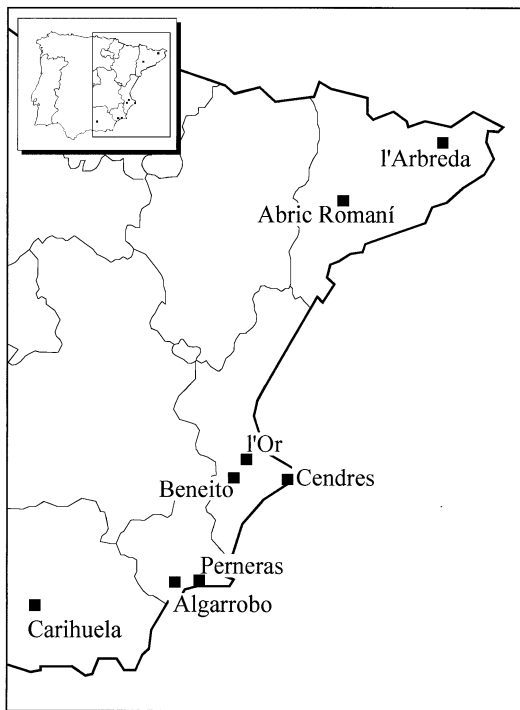 l'Arbreda
Abric Romaní
l'Or
Beneito
Cendres
Perneras
Algarrobo
Carihuela